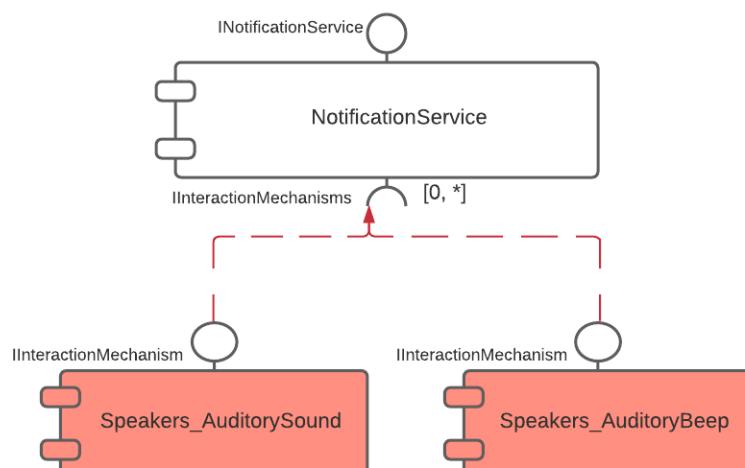 INotificationService
NotificationService
IInteractionMechanisms
[0, *]
IInteractionMechanism
IInteractionMechanism
Speakers_AuditorySound
Speakers_AuditoryBeep